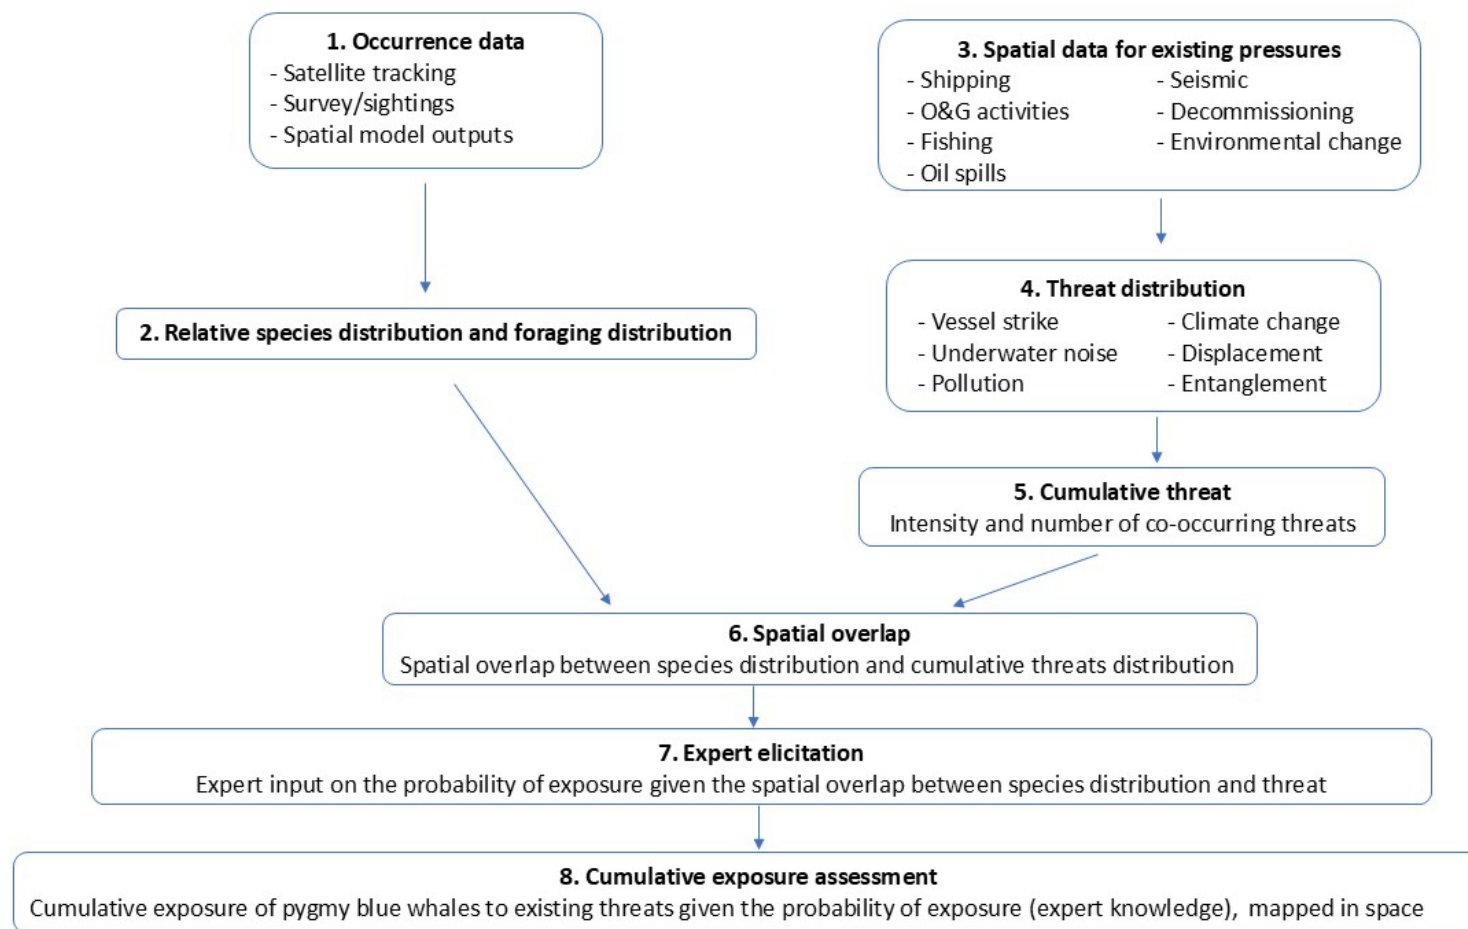 1. Occurrence data
- Satellite tracking
- Survey/sightings
- Spatial model outputs
2. Relative species distribution and foraging distribution
3. Spatial data for existing pressures
- Shipping
- O&G activities
- Fishing
- Oil spills
- Seismic
- Decommissioning
- Environmental change
4. Threat distribution
- Vessel strike
- Underwater noise
- Pollution
- Climate change
- Displacement
- Entanglement
5. Cumulative threat
Intensity and number of co-occurring threats
6. Spatial overlap
Spatial overlap between species distribution and cumulative threats distribution
7. Expert elicitation
Expert input on the probability of exposure given the spatial overlap between species distribution and threat
8. Cumulative exposure assessment
Cumulative exposure of pygmy blue whales to existing threats given the probability of exposure (expert knowledge), mapped in space